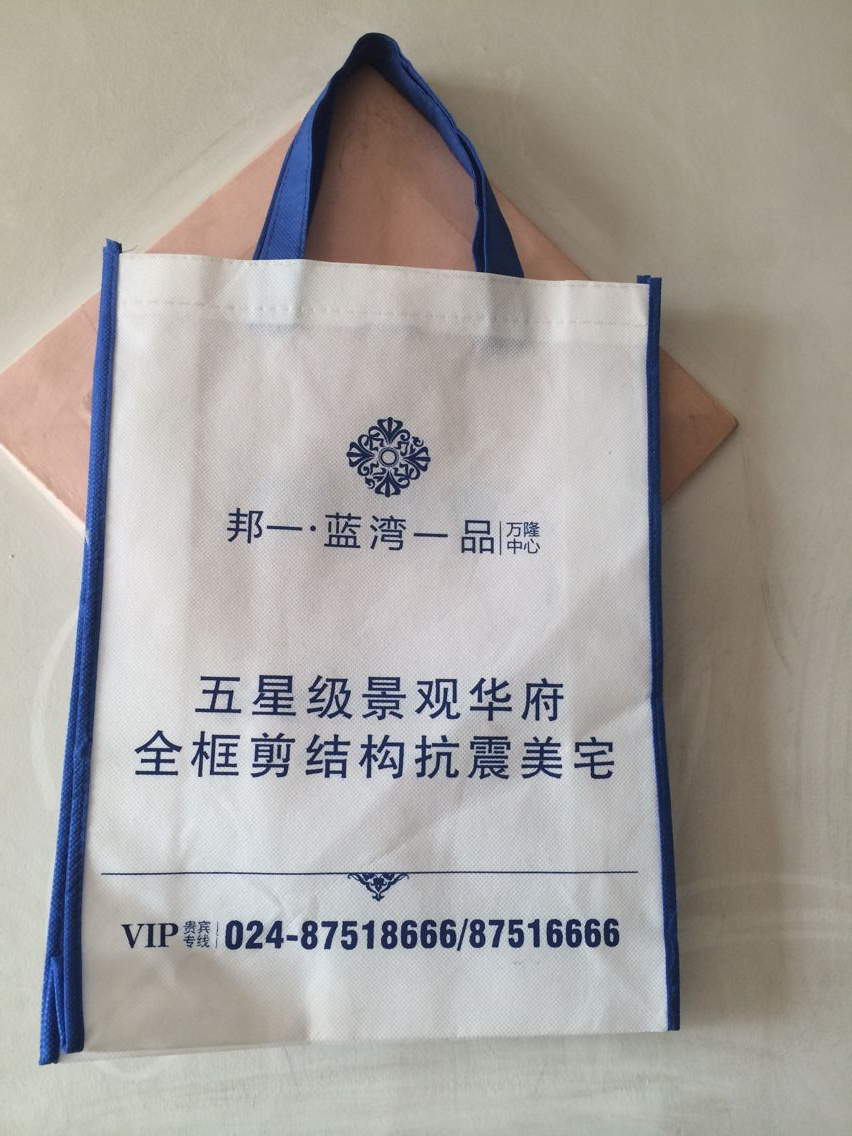 邦一·蓝湾一品 万隆中心
五星级景观华府
全框剪结构抗震美宅
VIP 贵宾专线 024-87518666/87516666